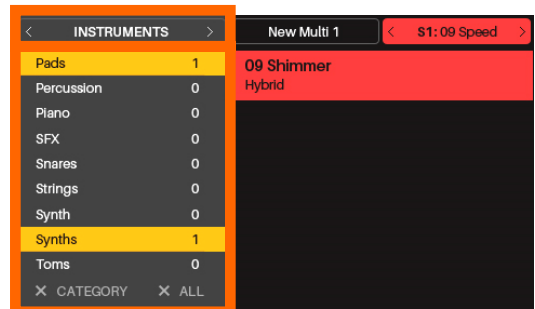 < INSTRUMENTS >
Pads 1
Percussion 0
Piano 0
SFX 0
Snares 0
Strings 0
Synth 0
Synths 1
Toms 0
✕ CATEGORY ✕ ALL
New Multi 1
< S1: 09 Speed >
09 Shimmer
Hybrid